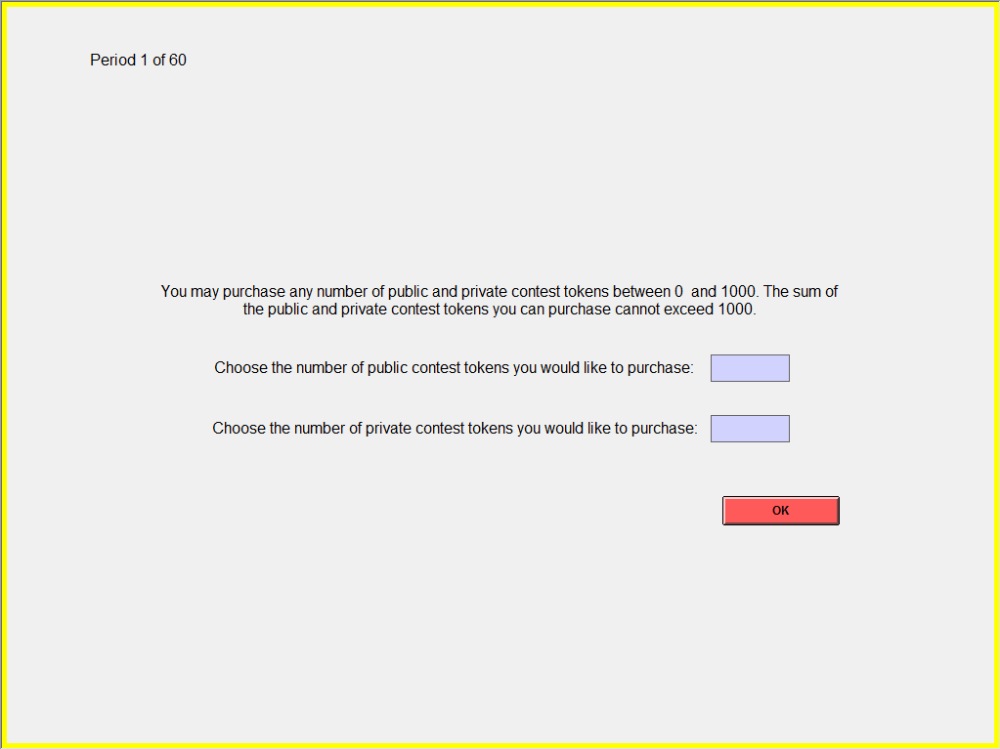 Period 1 of 60
You may purchase any number of public and private contest tokens between 0  and 1000. The sum of
the public and private contest tokens you can purchase cannot exceed 1000.
Choose the number of public contest tokens you would like to purchase:
Choose the number of private contest tokens you would like to purchase:
OK